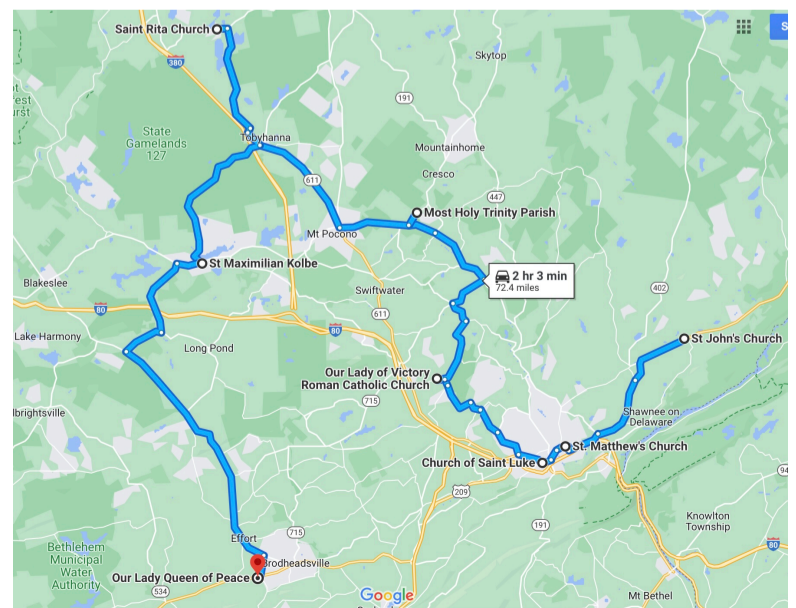 S
Saint Rita Church
Skytop
380
191
State
Gamelands
127
Tobyhanna
Mountainhome
Cresco
611
447
Most Holy Trinity Parish
Mt Pocono
St Maximilian Kolbe
2 hr 3 min
72.4 miles
Blakeslee
Swiftwater
402
80
611
80
Lake Harmony
Long Pond
St John's Church
Our Lady of Victory
Roman Catholic Church
715
lbrightsville
Shawnee on
Delaware
St. Matthew's Church
Church of Saint Luke
94
209
Knowlton
Township
191
715
Effort
80
Bethlehem
Municipal
Water
Authority
Brodheadsville
Our Lady Queen of Peace
534
Google
Mt Bethel